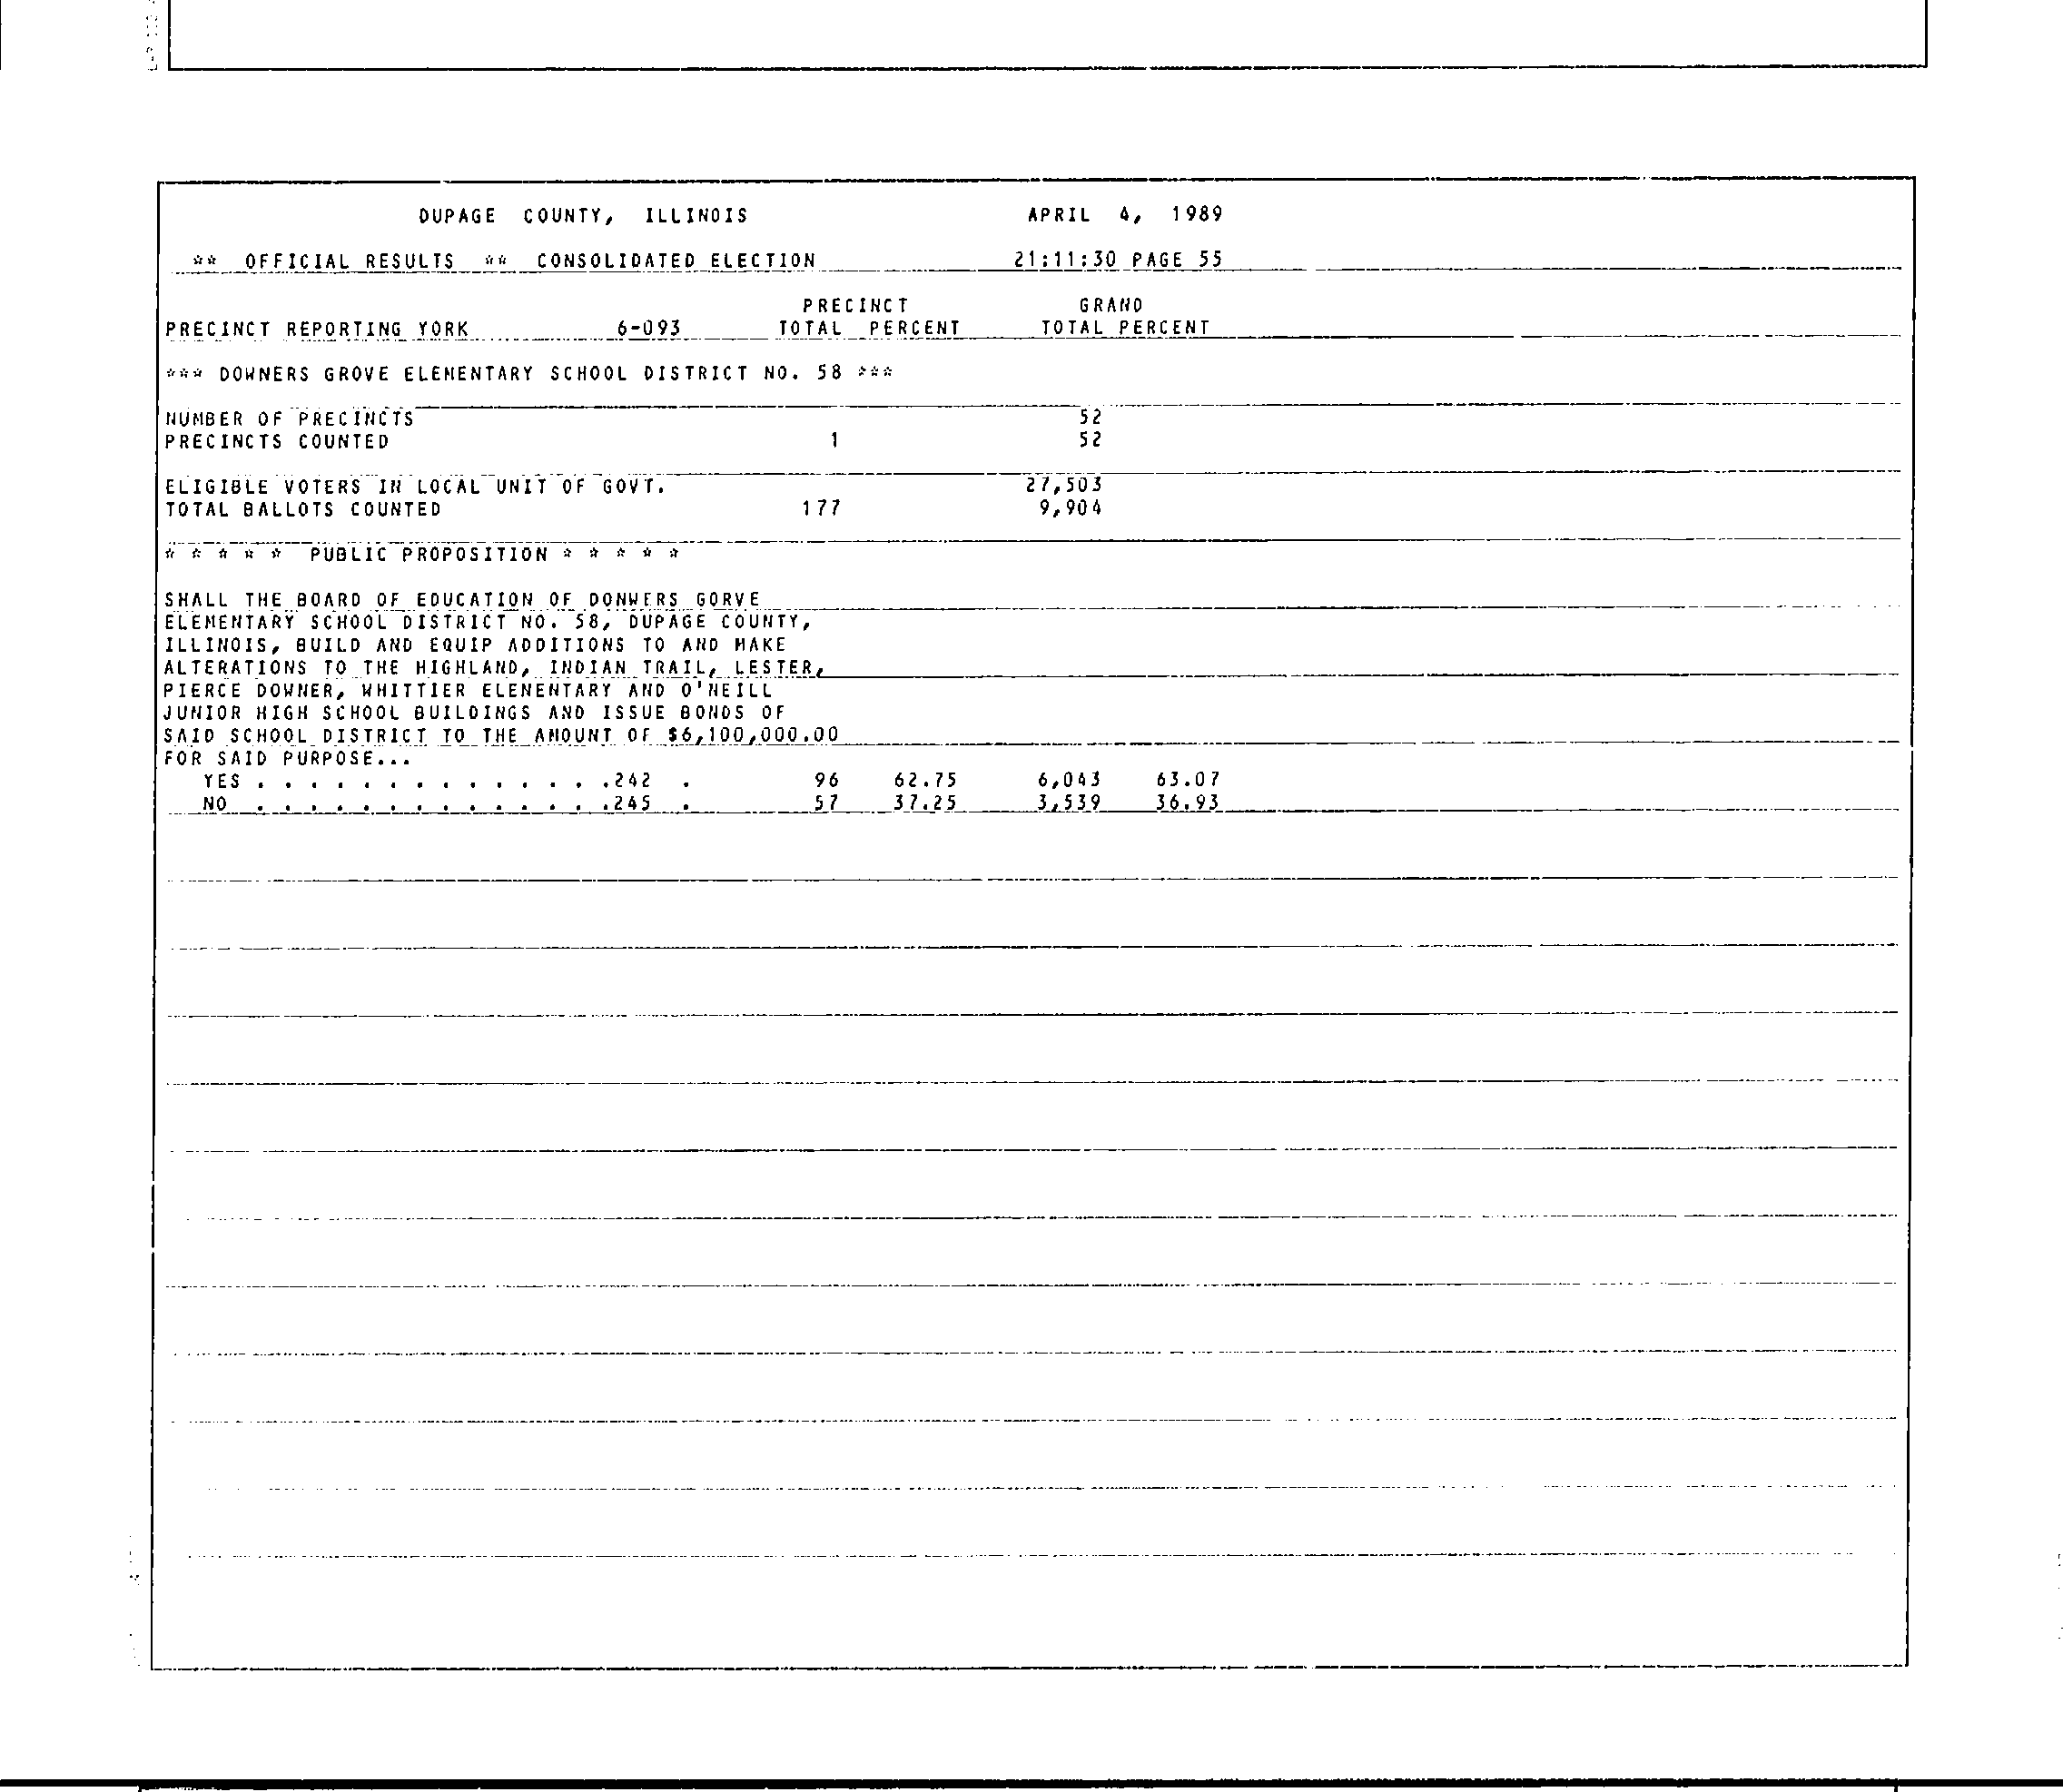 DUPAGE COUNTY, ILLINOIS APRIL 4, 1989
** OFFICIAL RESULTS ** CONSOLIDATED ELECTION 21:11:30 PAGE 55
PRECINCT GRAND
PRECINCT REPORTING YORK 6-093 TOTAL PERCENT TOTAL PERCENT
*** DOWNERS GROVE ELEMENTARY SCHOOL DISTRICT NO. 58 ***
NUMBER OF PRECINCTS 52
PRECINCTS COUNTED 1 52
ELIGIBLE VOTERS IN LOCAL UNIT OF GOVT. 27,503
TOTAL BALLOTS COUNTED 177 9,904
* * * * * PUBLIC PROPOSITION * * * * *
SHALL THE BOARD OF EDUCATION OF DONWERS GORVE
ELEMENTARY SCHOOL DISTRICT NO. 58, DUPAGE COUNTY,
ILLINOIS, BUILD AND EQUIP ADDITIONS TO AND MAKE
ALTERATIONS TO THE HIGHLAND, INDIAN TRAIL, LESTER,
PIERCE DOWNER, WHITTIER ELENENTARY AND O'NEILL
JUNIOR HIGH SCHOOL BUILDINGS AND ISSUE BONDS OF
SAID SCHOOL DISTRICT TO THE AMOUNT OF $6,100,000.00
FOR SAID PURPOSE...
YES . . . . . . . . . . . . . .242 . 96 62.75 6,043 63.07
NO . . . . . . . . . . . . . .245 . 57 37.25 3,539 36.93